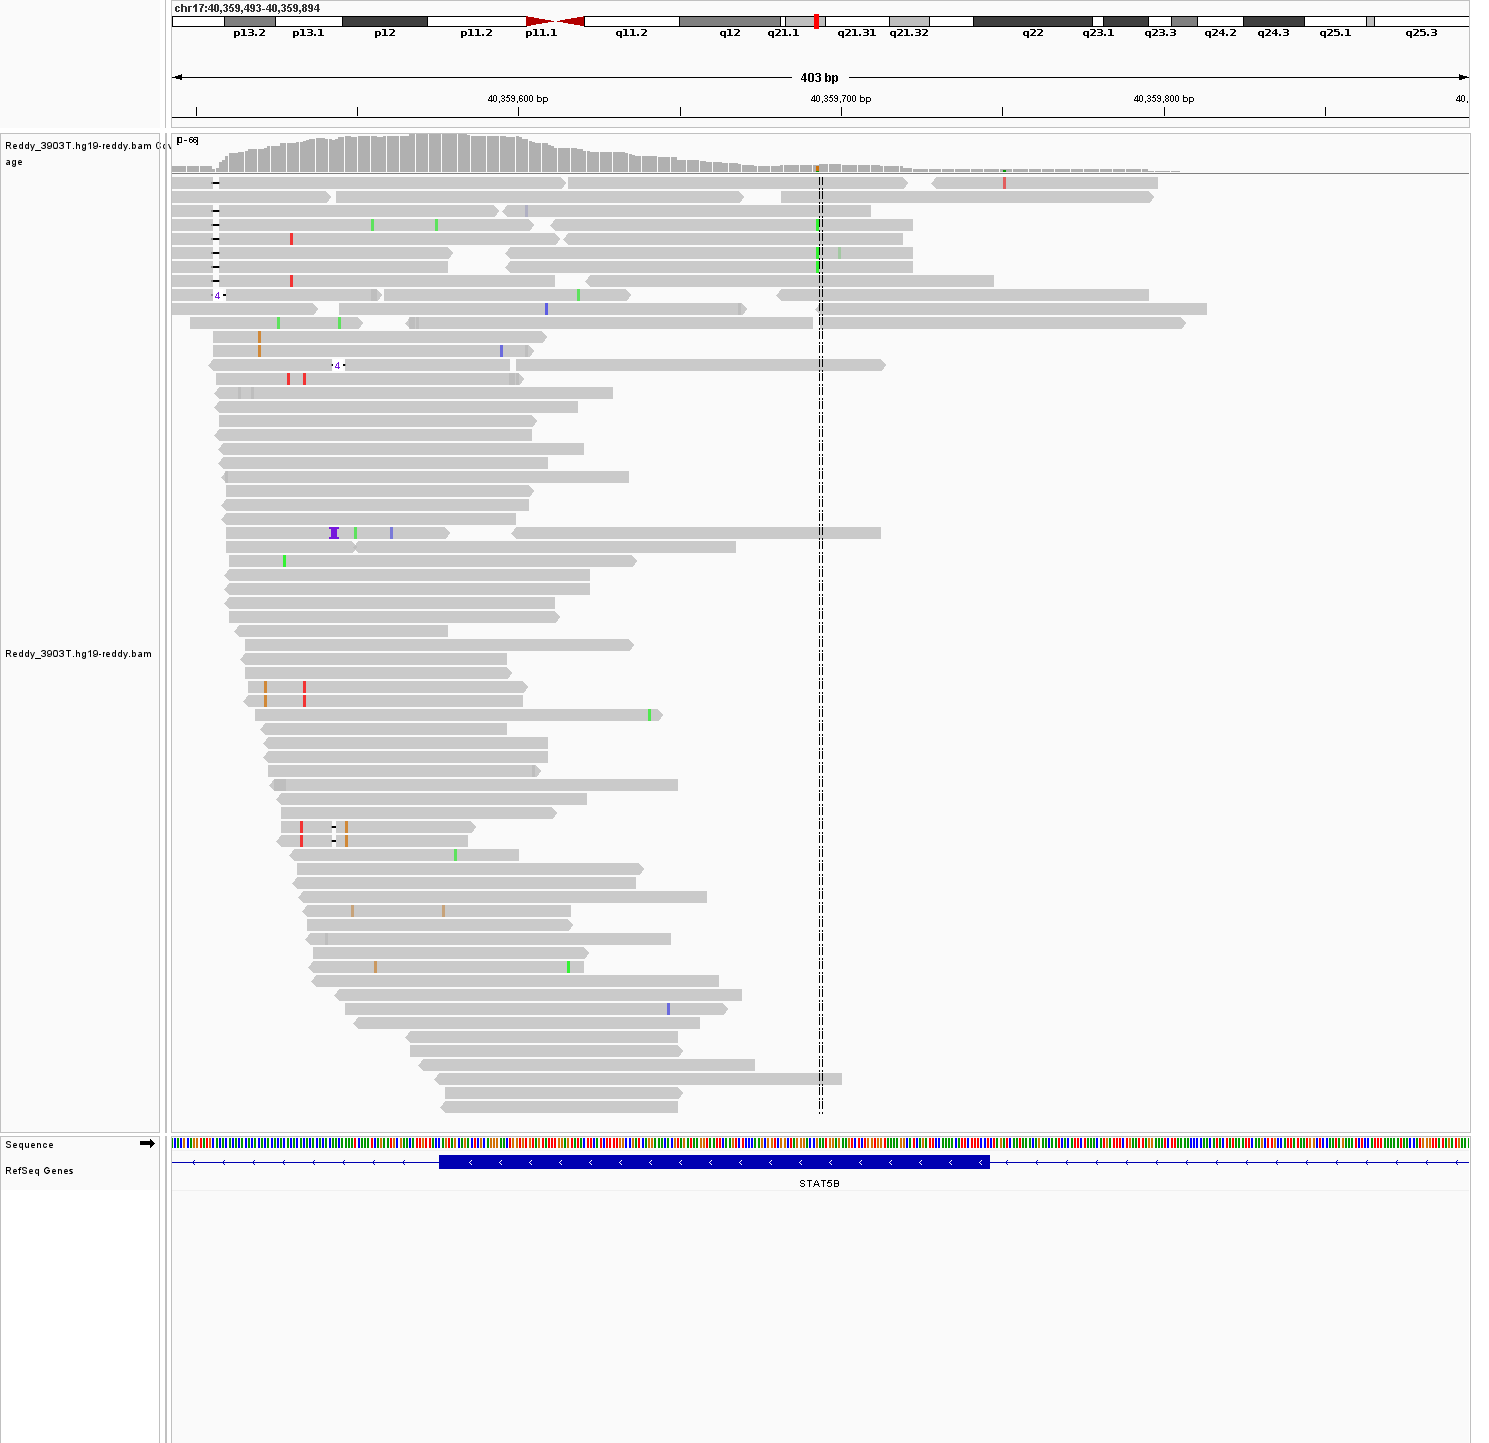 chr17:40,359,493-40,359,894
p13.2 p13.1 p12 p11.2 p11.1 q11.2 q12 q21.1 q21.31 q21.32 q22 q23.1 q23.3 q24.2 q24.3 q25.1 q25.3
403 bp
40,359,600 bp 40,359,700 bp 40,359,800 bp 40,
Reddy_3903T.hg19-reddy.bam Cov
age
[0 - 66]
4
4
Reddy_3903T.hg19-reddy.bam
Sequence
RefSeq Genes
STAT5B